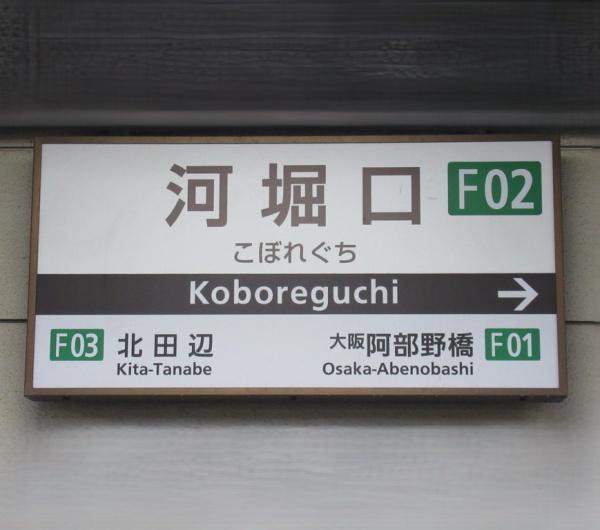 河堀口 F02
こぼれぐち
Koboreguchi →
F03 北田辺 大阪阿部野橋 F01
Kita-Tanabe Osaka-Abenobashi